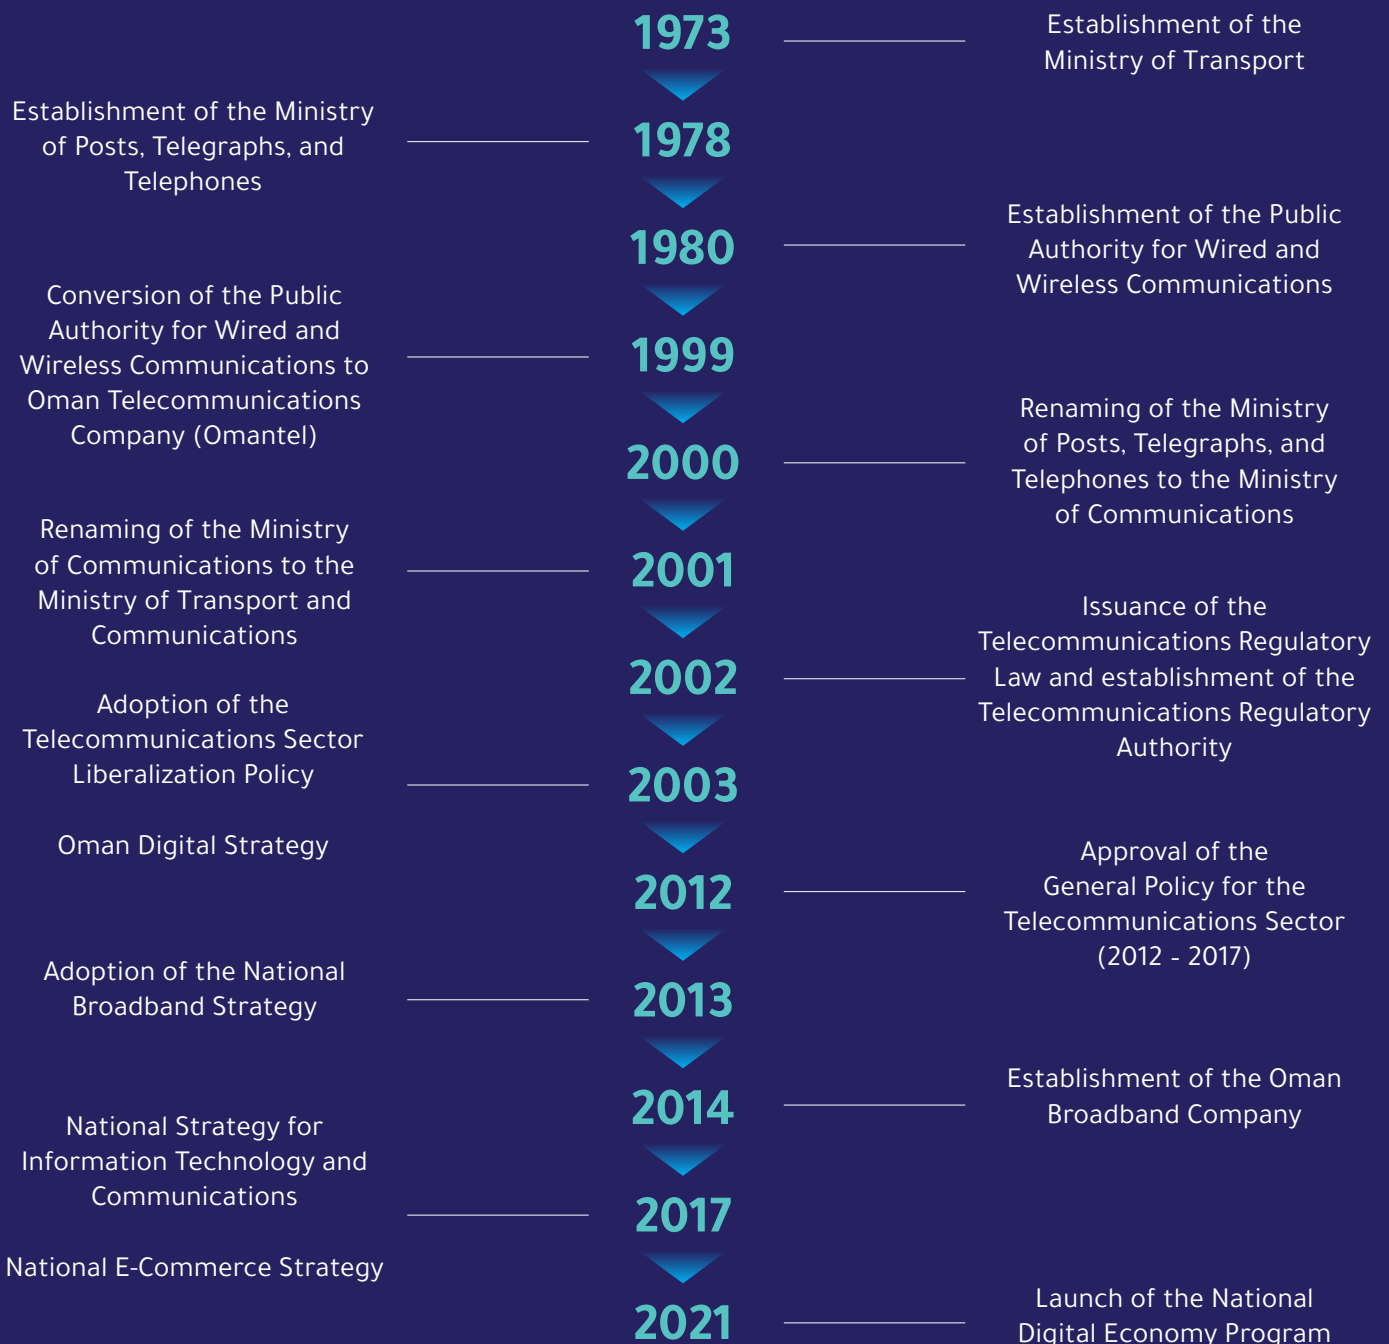 1973
Establishment of the
Ministry of Transport
Establishment of the Ministry
of Posts, Telegraphs, and
Telephones
1978
1980
Establishment of the Public
Authority for Wired and
Wireless Communications
Conversion of the Public
Authority for Wired and
Wireless Communications to
Oman Telecommunications
Company (Omantel)
1999
2000
Renaming of the Ministry
of Posts, Telegraphs, and
Telephones to the Ministry
of Communications
Renaming of the Ministry
of Communications to the
Ministry of Transport and
Communications
2001
2002
Issuance of the
Telecommunications Regulatory
Law and establishment of the
Telecommunications Regulatory
Authority
Adoption of the
Telecommunications Sector
Liberalization Policy
Oman Digital Strategy
2003
2012
Approval of the
General Policy for the
Telecommunications Sector
(2012 - 2017)
Adoption of the National
Broadband Strategy
2013
2014
Establishment of the Oman
Broadband Company
National Strategy for
Information Technology and
Communications
National E-Commerce Strategy
2017
2021
Launch of the National
Digital Economy Program